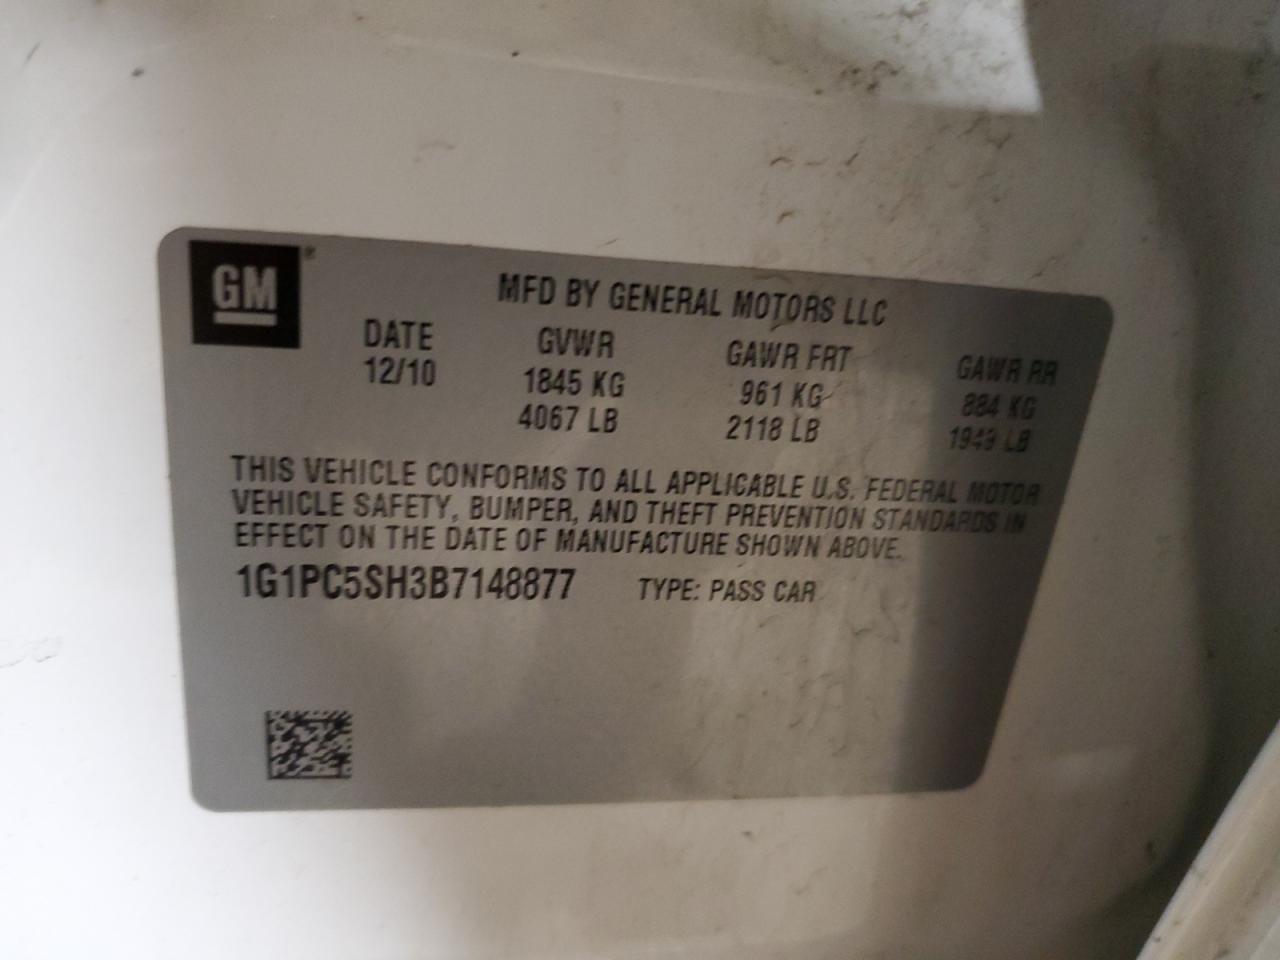 GM®
MFD BY GENERAL MOTORS LLC
DATE GVWR GAWR FRT GAWR RR
12/10 1845 KG 961 KG 884 KG
4067 LB 2118 LB 1949 LB
THIS VEHICLE CONFORMS TO ALL APPLICABLE U.S. FEDERAL MOTOR
VEHICLE SAFETY, BUMPER, AND THEFT PREVENTION STANDARDS IN
EFFECT ON THE DATE OF MANUFACTURE SHOWN ABOVE.
1G1PC5SH3B7148877 TYPE: PASS CAR